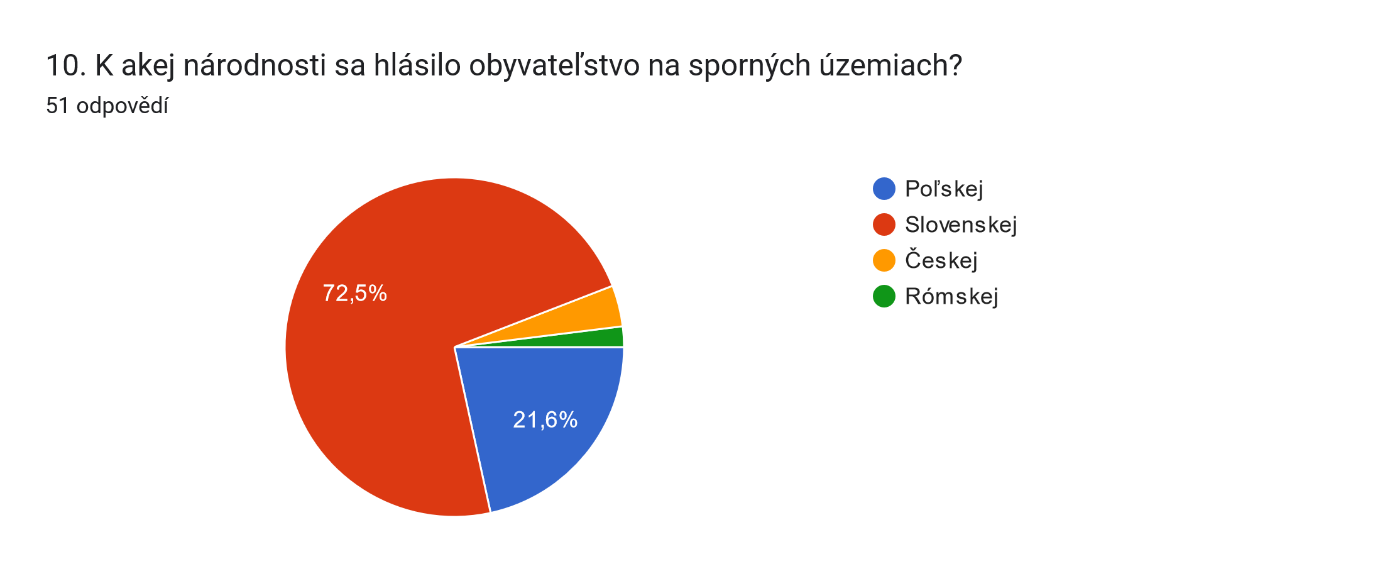 10. K akej národnosti sa hlásilo obyvateľstvo na sporných územiach?
51 odpovědí
72,5%
21,6%
Poľskej
Slovenskej
Českej
Rómskej